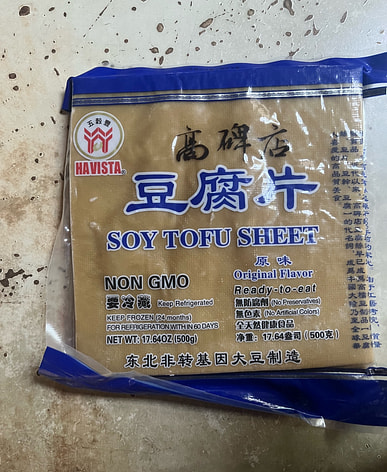 五穀豐
HAVISTA
高碑店
豆腐片
SOY TOFU SHEET
原味
Original Flavor
NON GMO
Ready-to-eat
要冷藏 Keep Refrigerated
無防腐劑 (No Preservatives)
KEEP FROZEN (24 months)
無色素 (No Artificial Colors)
FOR REFRIGERATION WITHIN 60 DAYS
全天然健康食品
NET WT: 17.64OZ (500g)
净重: 17.64盎司 (500克)
东北非转基因大豆制造